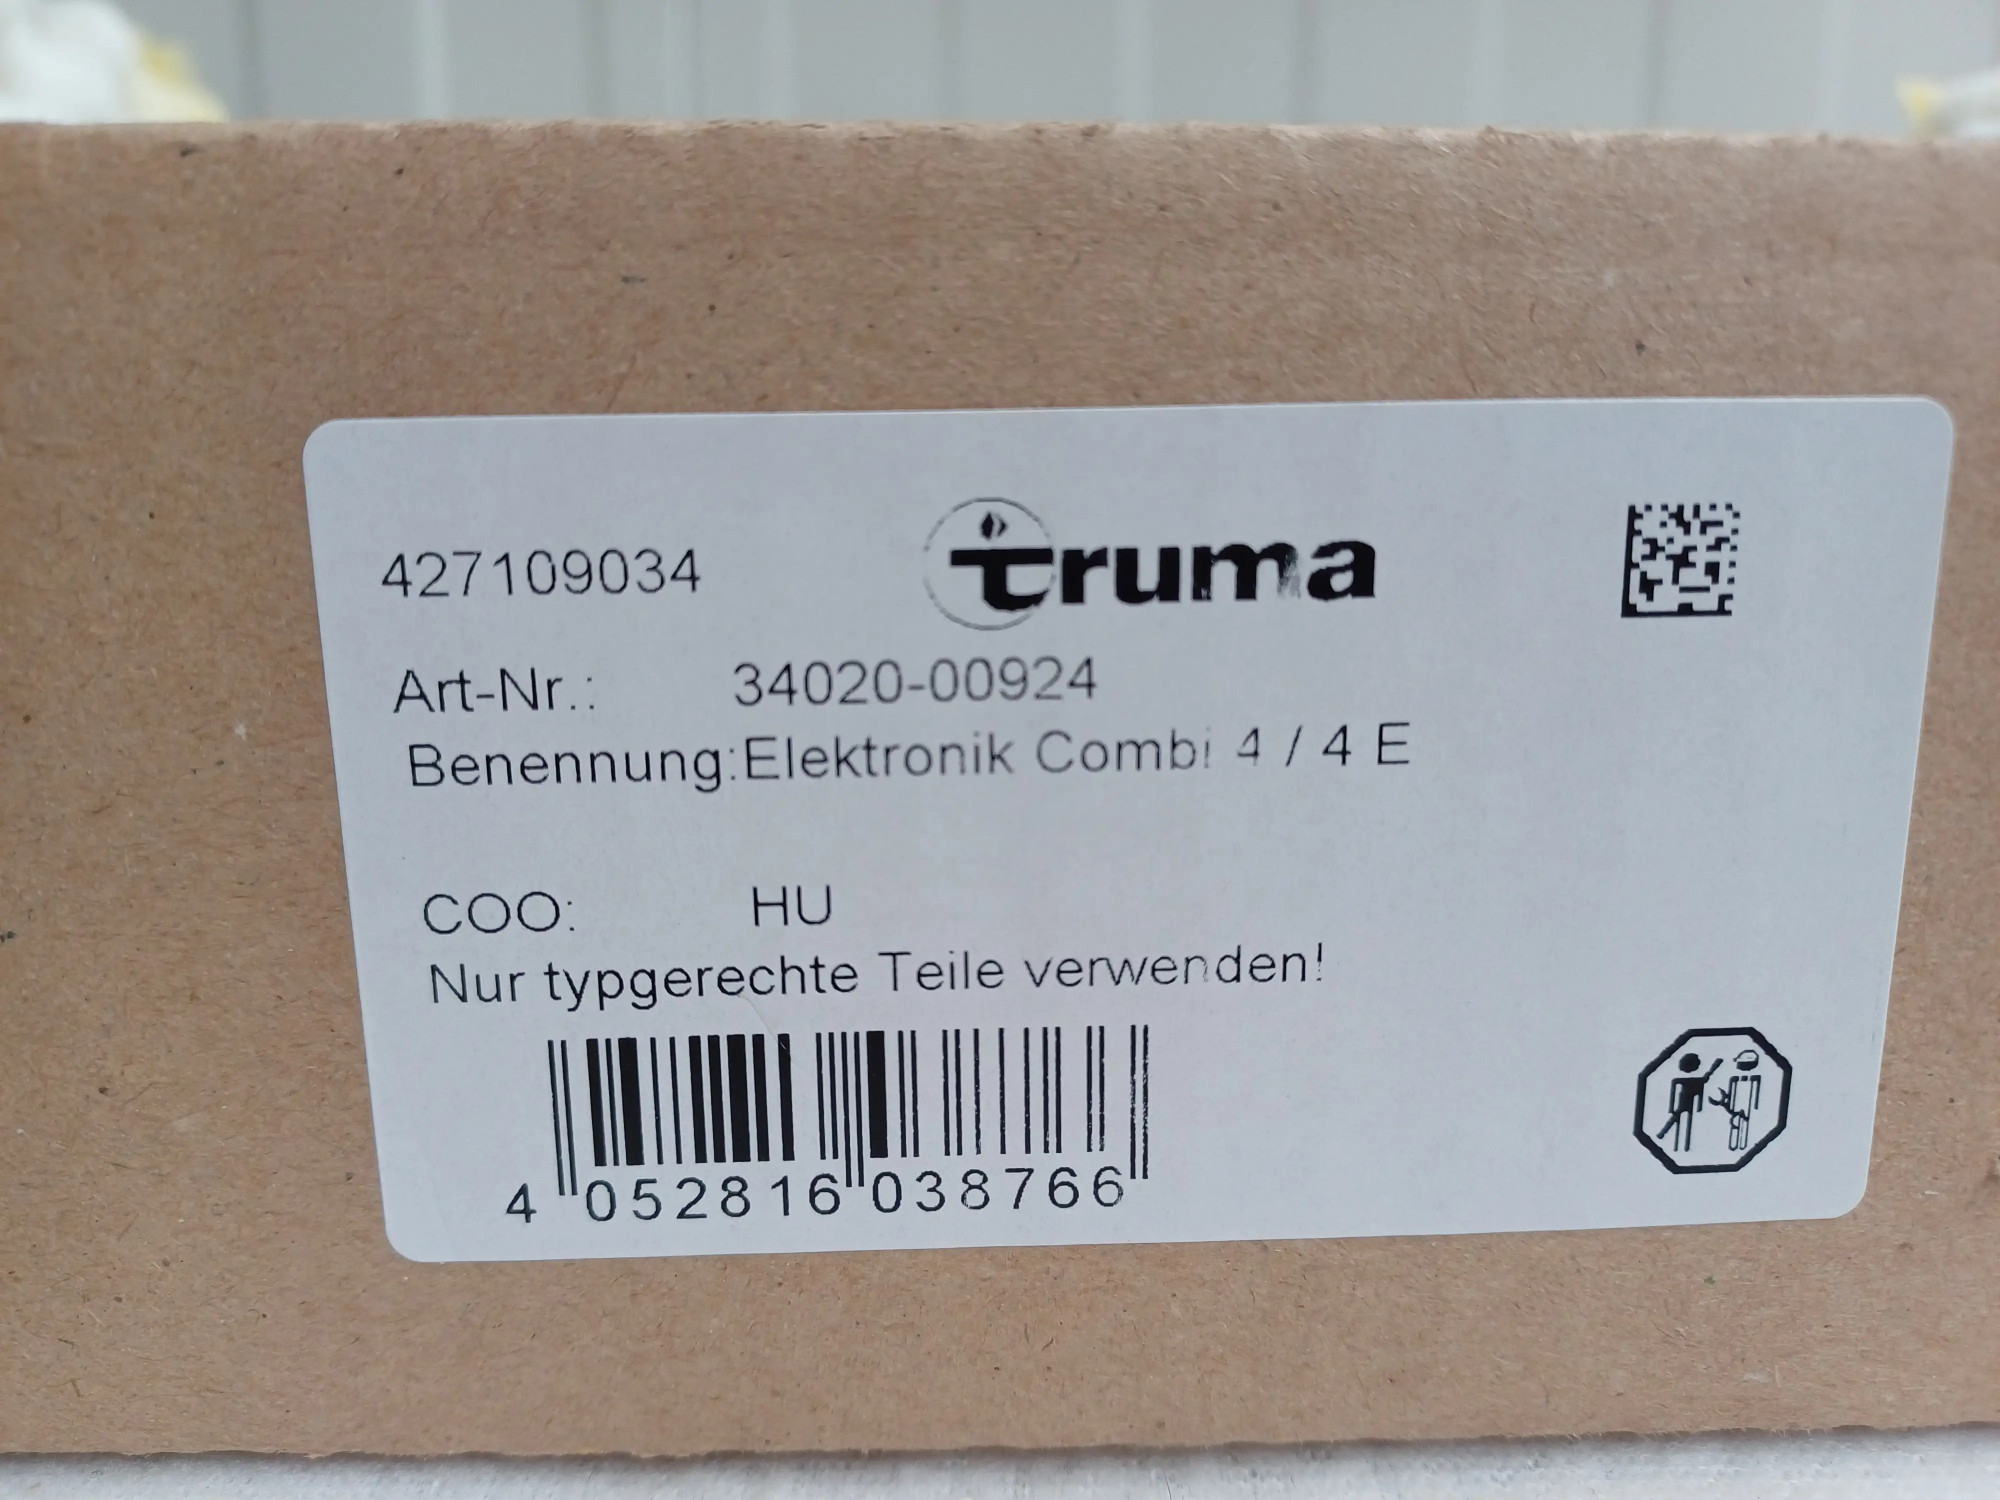 427109034
truma
Art-Nr.: 34020-00924
Benennung:Elektronik Combi 4 / 4 E
COO: HU
Nur typgerechte Teile verwenden!
4 052816 038766